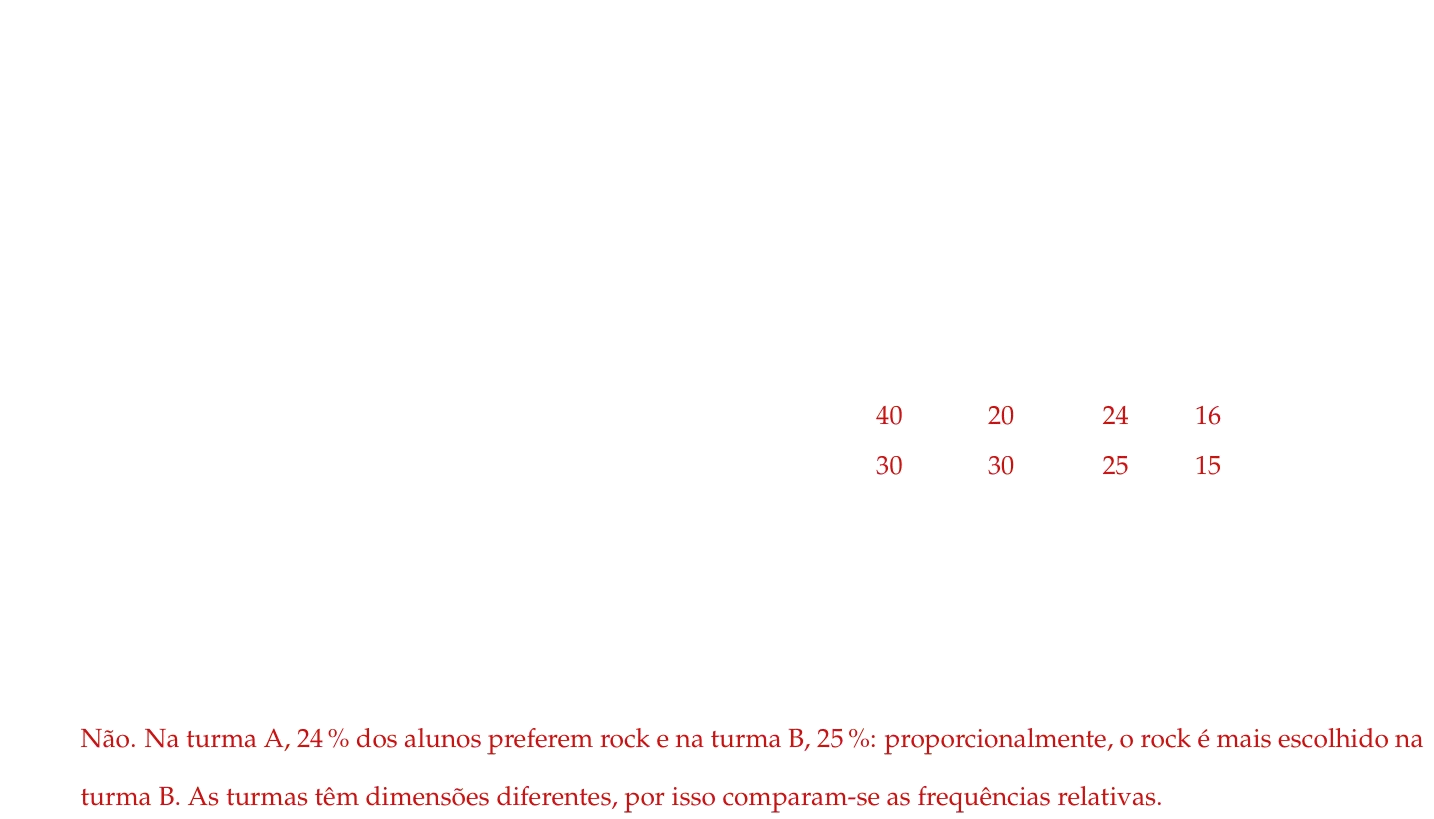 40 20 24 16
30 30 25 15
Não. Na turma A, 24 % dos alunos preferem rock e na turma B, 25 %: proporcionalmente, o rock é mais escolhido na
turma B. As turmas têm dimensões diferentes, por isso comparam-se as frequências relativas.